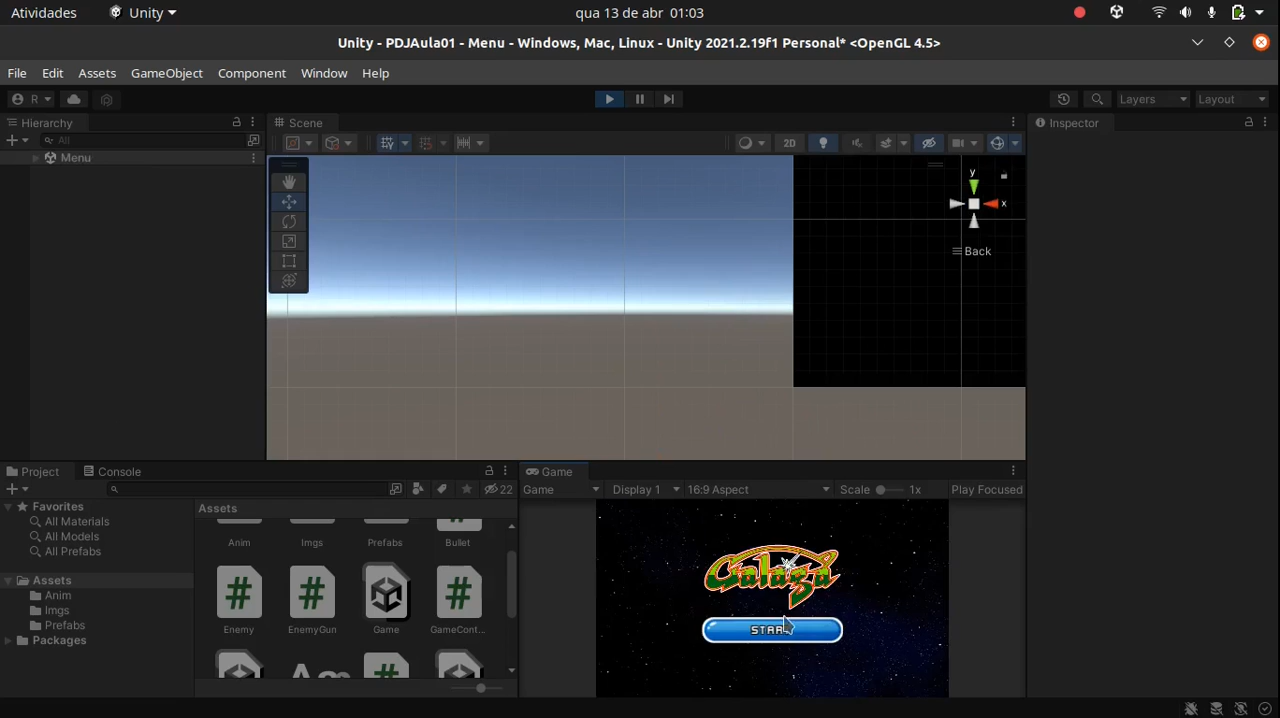 Atividades Unity qua 13 de abr 01:03
Unity - PDJAula01 - Menu - Windows, Mac, Linux - Unity 2021.2.19f1 Personal* <OpenGL 4.5>
File Edit Assets GameObject Component Window Help
R Layers Layout
Hierarchy Scene Inspector
All 2D
Menu
y
x
Back
Project Console Game
22 Game Display 1 16:9 Aspect Scale 1x Play Focused
Favorites Assets
All Materials
All Models
All Prefabs
Anim Imgs Prefabs Bullet
Assets
Anim
Imgs
Prefabs
Packages
Enemy EnemyGun Game GameCont...
Galaga
START